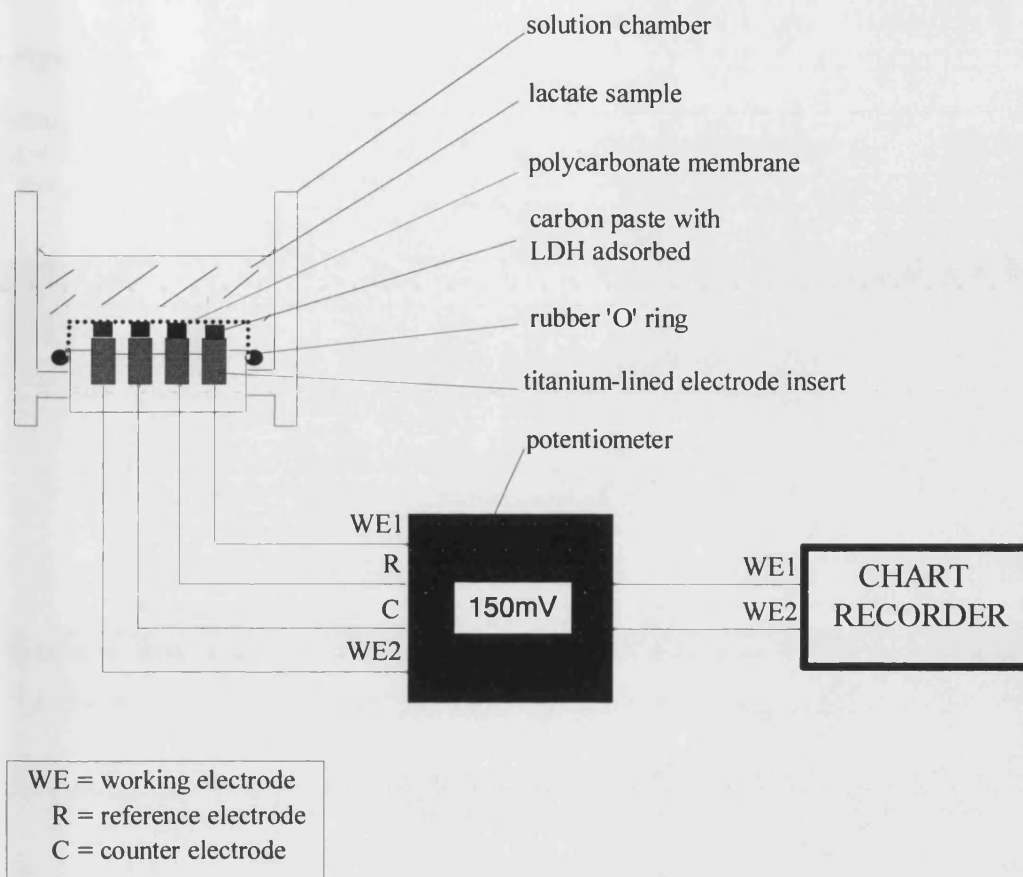 solution chamber
lactate sample
polycarbonate membrane
carbon paste with
LDH adsorbed
rubber 'O' ring
titanium-lined electrode insert
potentiometer
WE1
R
C
WE2
150mV
WE1
WE2
CHART
RECORDER
WE = working electrode
R = reference electrode
C = counter electrode